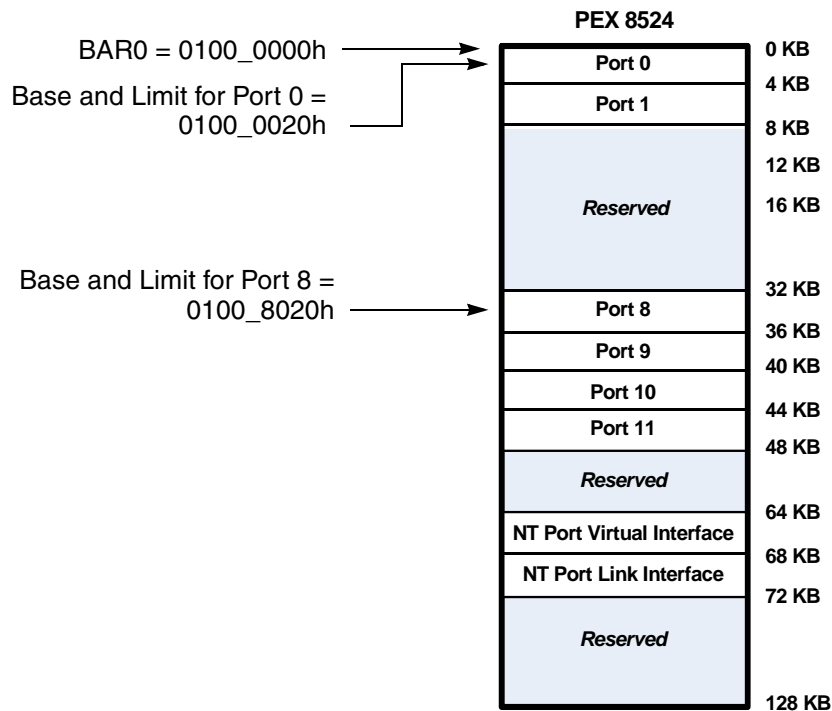 PEX 8524
BAR0 = 0100_0000h
0 KB
Port 0
4 KB
Base and Limit for Port 0 =
0100_0020h
Port 1
8 KB
12 KB
Reserved
16 KB
Base and Limit for Port 8 =
0100_8020h
32 KB
Port 8
36 KB
Port 9
40 KB
Port 10
44 KB
Port 11
48 KB
Reserved
64 KB
NT Port Virtual Interface
68 KB
NT Port Link Interface
72 KB
Reserved
128 KB